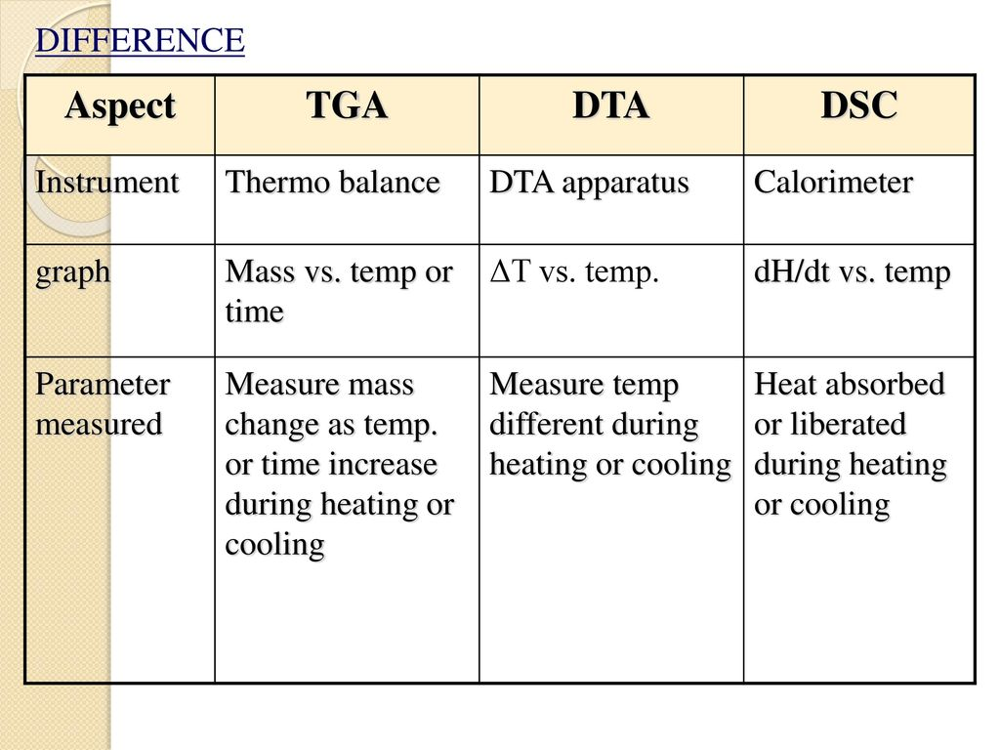 DIFFERENCE
Aspect TGA DTA DSC
Instrument Thermo balance DTA apparatus Calorimeter
graph Mass vs. temp or ΔT vs. temp. dH/dt vs. temp
time
Parameter Measure mass Measure temp Heat absorbed
measured change as temp. different during or liberated
or time increase heating or cooling during heating
during heating or or cooling
cooling